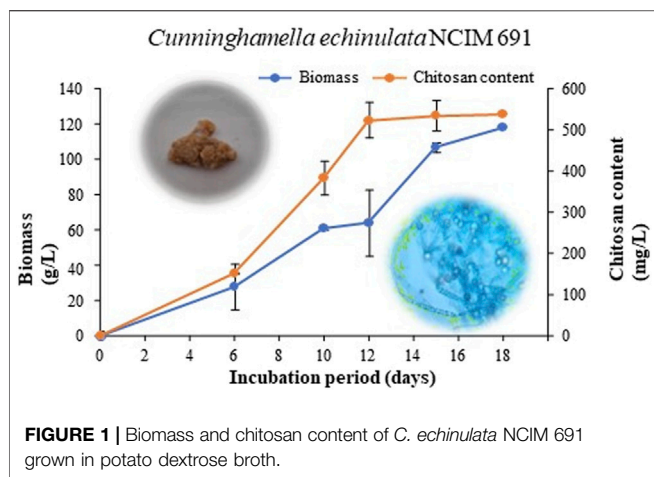 Cunninghamella echinulata NCIM 691
Biomass
Chitosan content
140
120
100
80
60
40
20
0
Biomass
g/L
600
500
400
300
200
100
0
Chitosan content
(mg/L)
0 2 4 6 8 10 12 14 16 18
Incubation period (days)
FIGURE 1 | Biomass and chitosan content of C. echinulata NCIM 691
grown in potato dextrose broth.